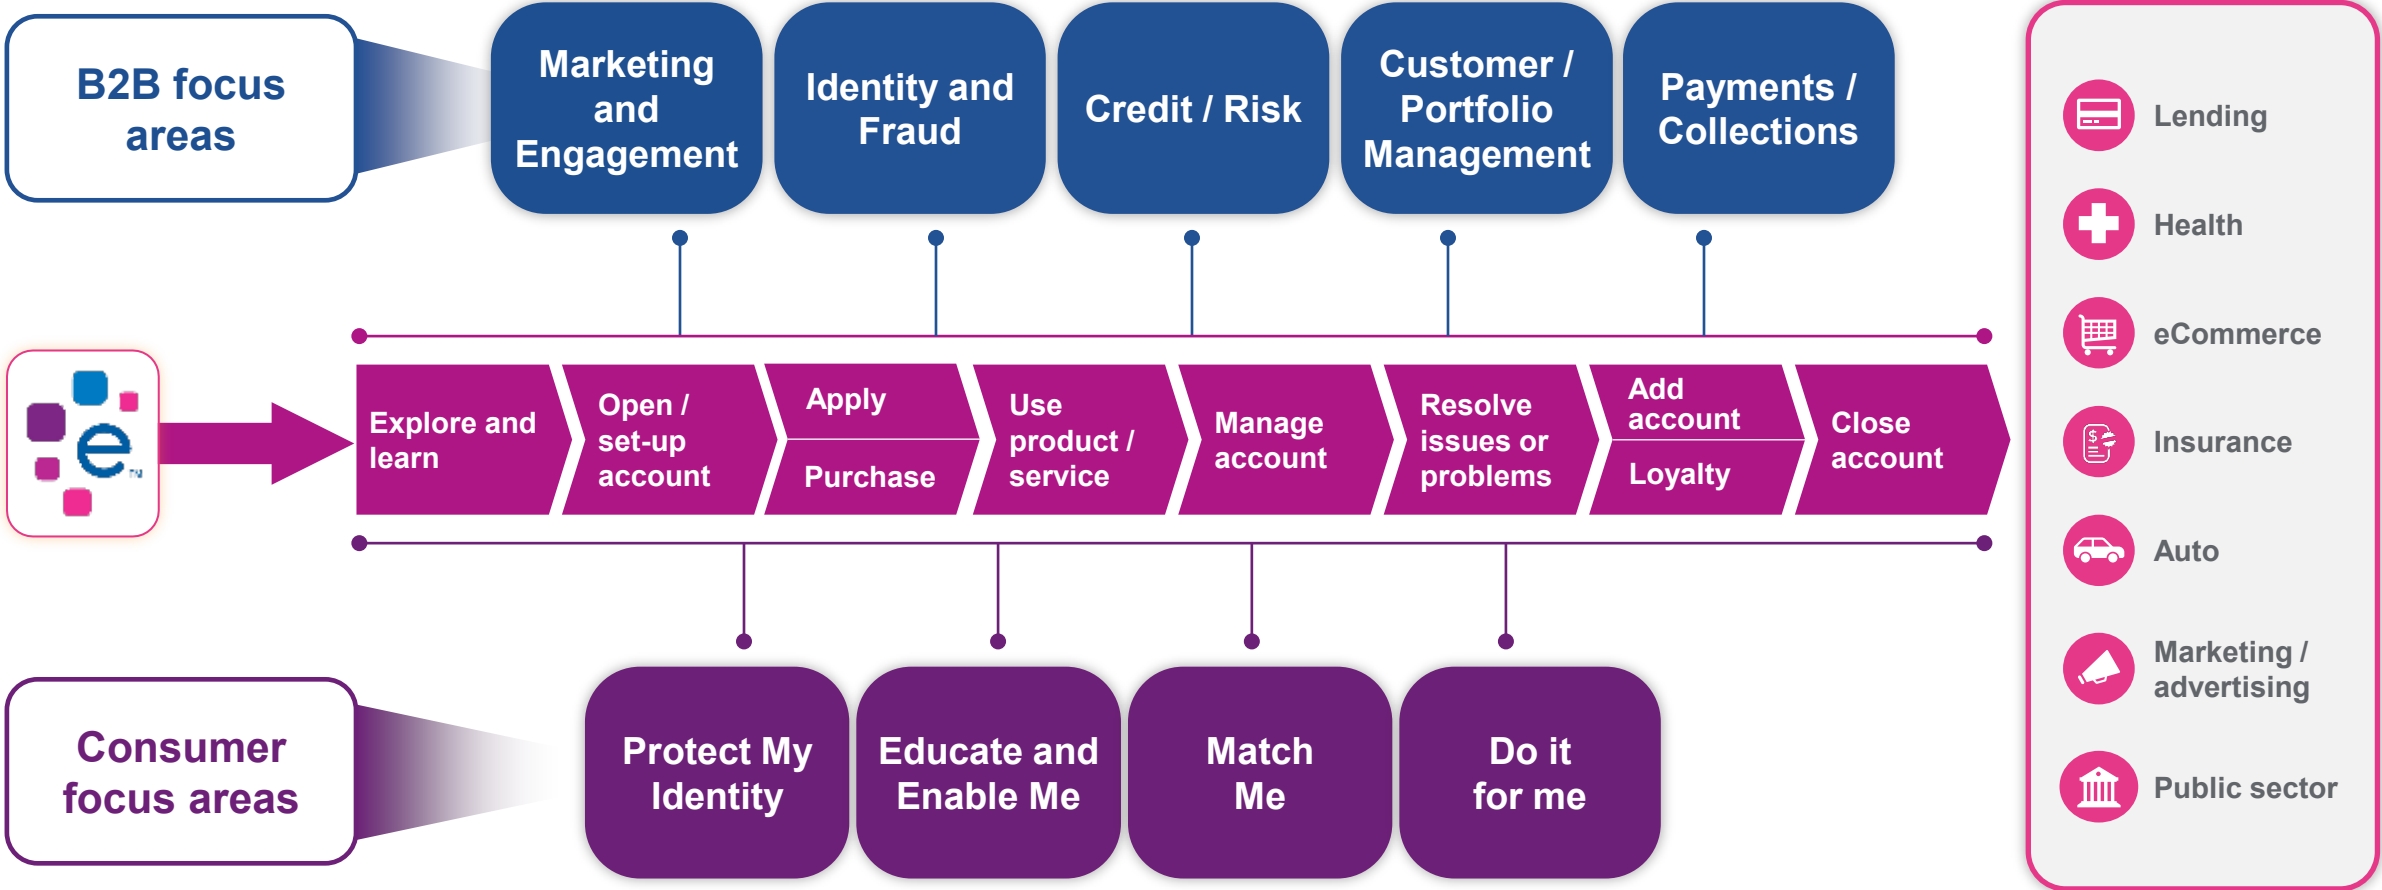 B2B focus
areas
Marketing
and
Engagement
Identity and
Fraud
Credit / Risk
Customer /
Portfolio
Management
Payments /
Collections
e
TM
Explore and
learn
Open /
set-up
account
Apply
Purchase
Use
product /
service
Manage
account
Resolve
issues or
problems
Add
account
Loyalty
Close
account
Consumer
focus areas
Protect My
Identity
Educate and
Enable Me
Match
Me
Do it
for me
Lending
Health
eCommerce
$
Insurance
Auto
Marketing /
advertising
Public sector